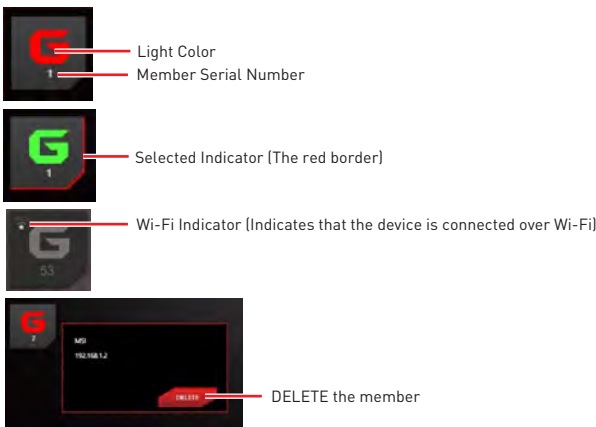 G
Light Color
1
Member Serial Number
G
1
Selected Indicator (The red border)
Wi-Fi Indicator (Indicates that the device is connected over Wi-Fi)
G
53
G
2
MSI
192.168.1.2
DELETE
DELETE the member